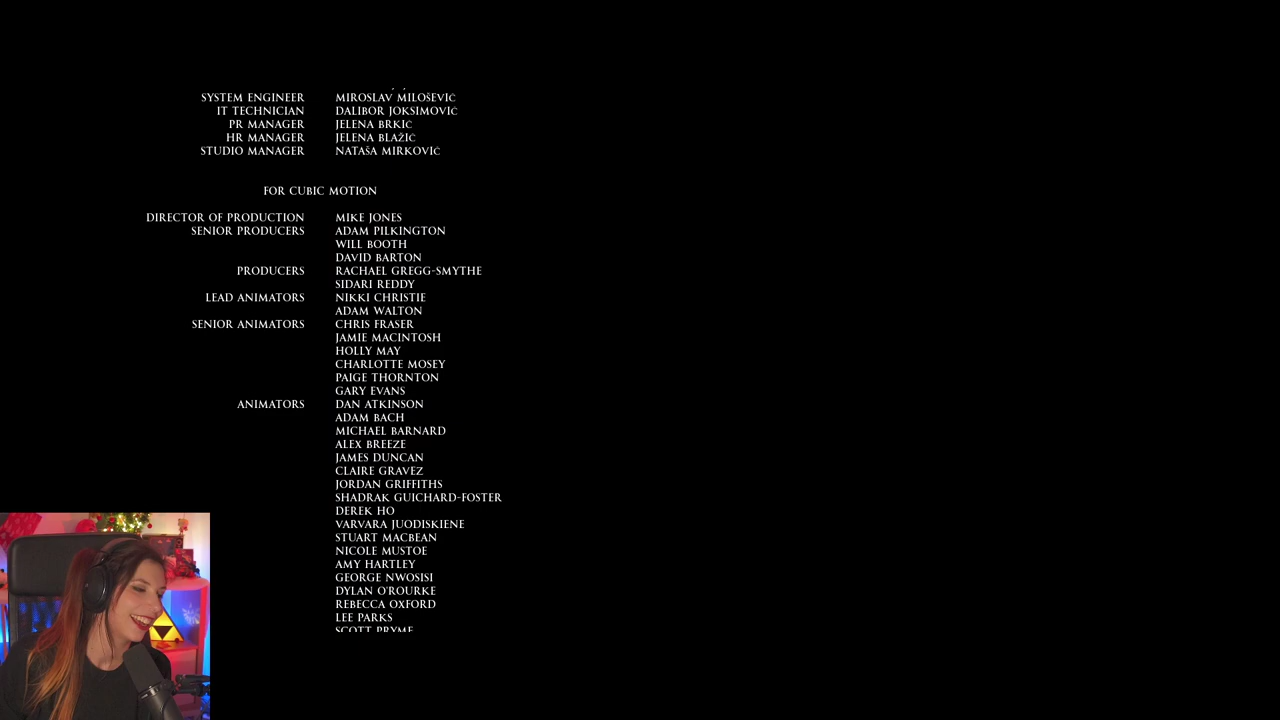 SYSTEM ENGINEER MIROSLAV MILOŠEVIĆ
IT TECHNICIAN DALIBOR JOKSIMOVIĆ
PR MANAGER JELENA BRKIĆ
HR MANAGER JELENA BLAŽIĆ
STUDIO MANAGER NATAŠA MIRKOVIĆ
FOR CUBIC MOTION
DIRECTOR OF PRODUCTION MIKE JONES
SENIOR PRODUCERS ADAM PILKINGTON
WILL BOOTH
DAVID BARTON
PRODUCERS RACHAEL GREGG-SMYTHE
SIDARI REDDY
LEAD ANIMATORS NIKKI CHRISTIE
ADAM WALTON
SENIOR ANIMATORS CHRIS FRASER
JAMIE MACINTOSH
HOLLY MAY
CHARLOTTE MOSEY
PAIGE THORNTON
GARY EVANS
ANIMATORS DAN ATKINSON
ADAM BACH
MICHAEL BARNARD
ALEX BREEZE
JAMES DUNCAN
CLAIRE GRAVEZ
JORDAN GRIFFITHS
SHADRAK GUICHARD-FOSTER
DEREK HO
VARVARA JUODISKIENE
STUART MACBEAN
NICOLE MUSTOE
AMY HARTLEY
GEORGE NWOSISI
DYLAN O'ROURKE
REBECCA OXFORD
LEE PARKS
SCOTT PRYME